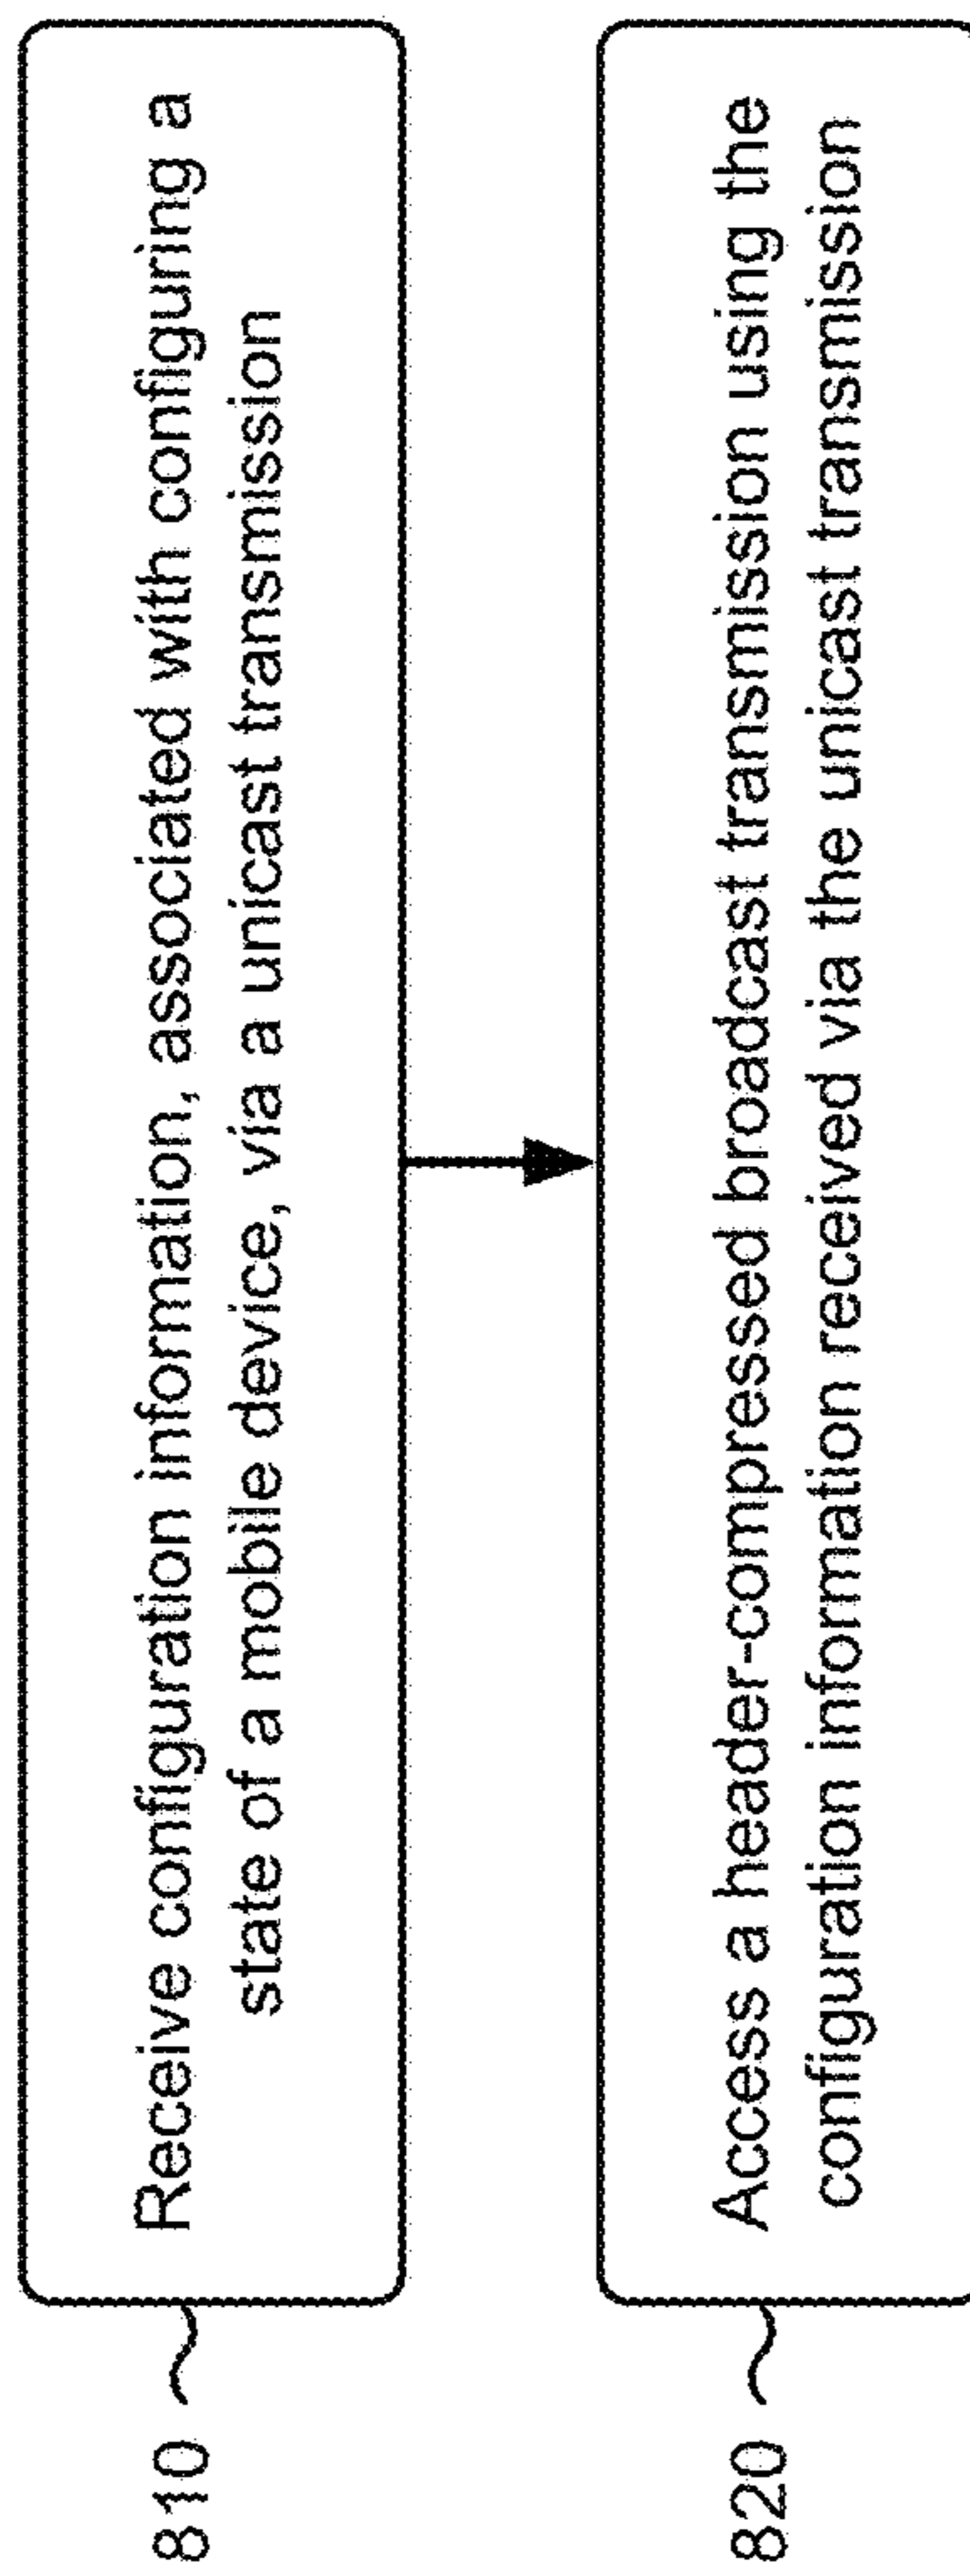 810
Receive configuration information, associated with configuring a
state of a mobile device, via a unicast transmission
820
Access a header-compressed broadcast transmission using the
configuration information received via the unicast transmission